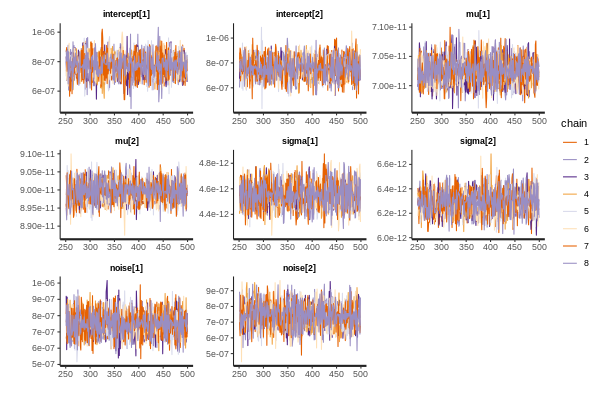 intercept[1] intercept[2] mu[1]
1e-06
8e-07
6e-07
250 300 350 400 450 500
1e-06
8e-07
6e-07
250 300 350 400 450 500
7.10e-11
7.05e-11
7.00e-11
250 300 350 400 450 500
mu[2] sigma[1] sigma[2]
9.10e-11
9.05e-11
9.00e-11
8.95e-11
8.90e-11
250 300 350 400 450 500
4.8e-12
4.6e-12
4.4e-12
250 300 350 400 450 500
6.6e-12
6.4e-12
6.2e-12
6.0e-12
250 300 350 400 450 500
noise[1] noise[2]
1e-06
9e-07
8e-07
7e-07
6e-07
5e-07
250 300 350 400 450 500
9e-07
8e-07
7e-07
6e-07
5e-07
250 300 350 400 450 500
chain
1
2
3
4
5
6
7
8